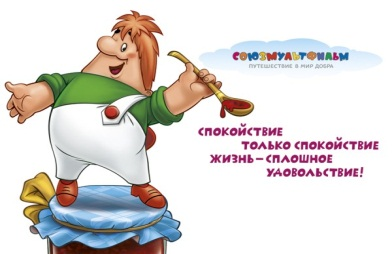 СОЮЗМУЛЬТФИЛЬМ
ПУТЕШЕСТВИЕ В МИР ДОБРА
СПОКОЙСТВИЕ
ТОЛЬКО СПОКОЙСТВИЕ
ЖИЗНЬ – СПЛОШНОЕ
УДОВОЛЬСТВИЕ!